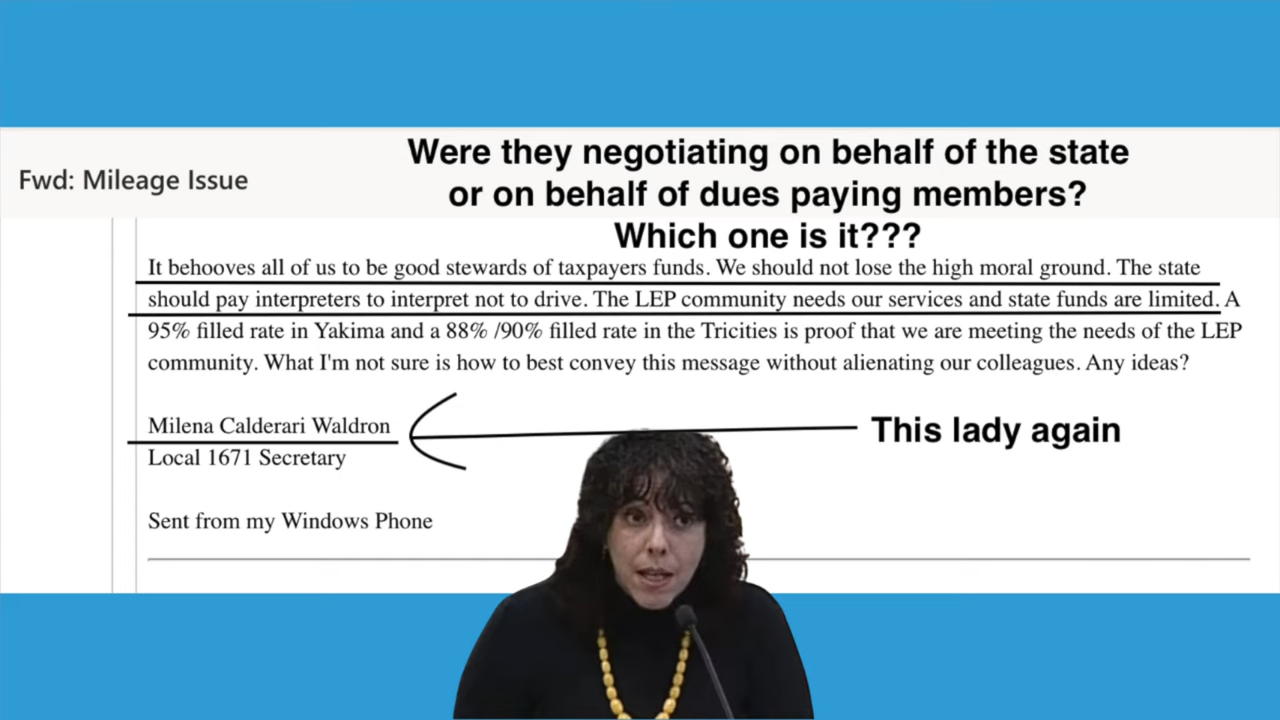 Fwd: Mileage Issue
Were they negotiating on behalf of the state
or on behalf of dues paying members?
Which one is it???
It behooves all of us to be good stewards of taxpayers funds. We should not lose the high moral ground. The state
should pay interpreters to interpret not to drive. The LEP community needs our services and state funds are limited. A
95% filled rate in Yakima and a 88% /90% filled rate in the Tricities is proof that we are meeting the needs of the LEP
community. What I'm not sure is how to best convey this message without alienating our colleagues. Any ideas?
Milena Calderari Waldron
This lady again
Local 1671 Secretary
Sent from my Windows Phone